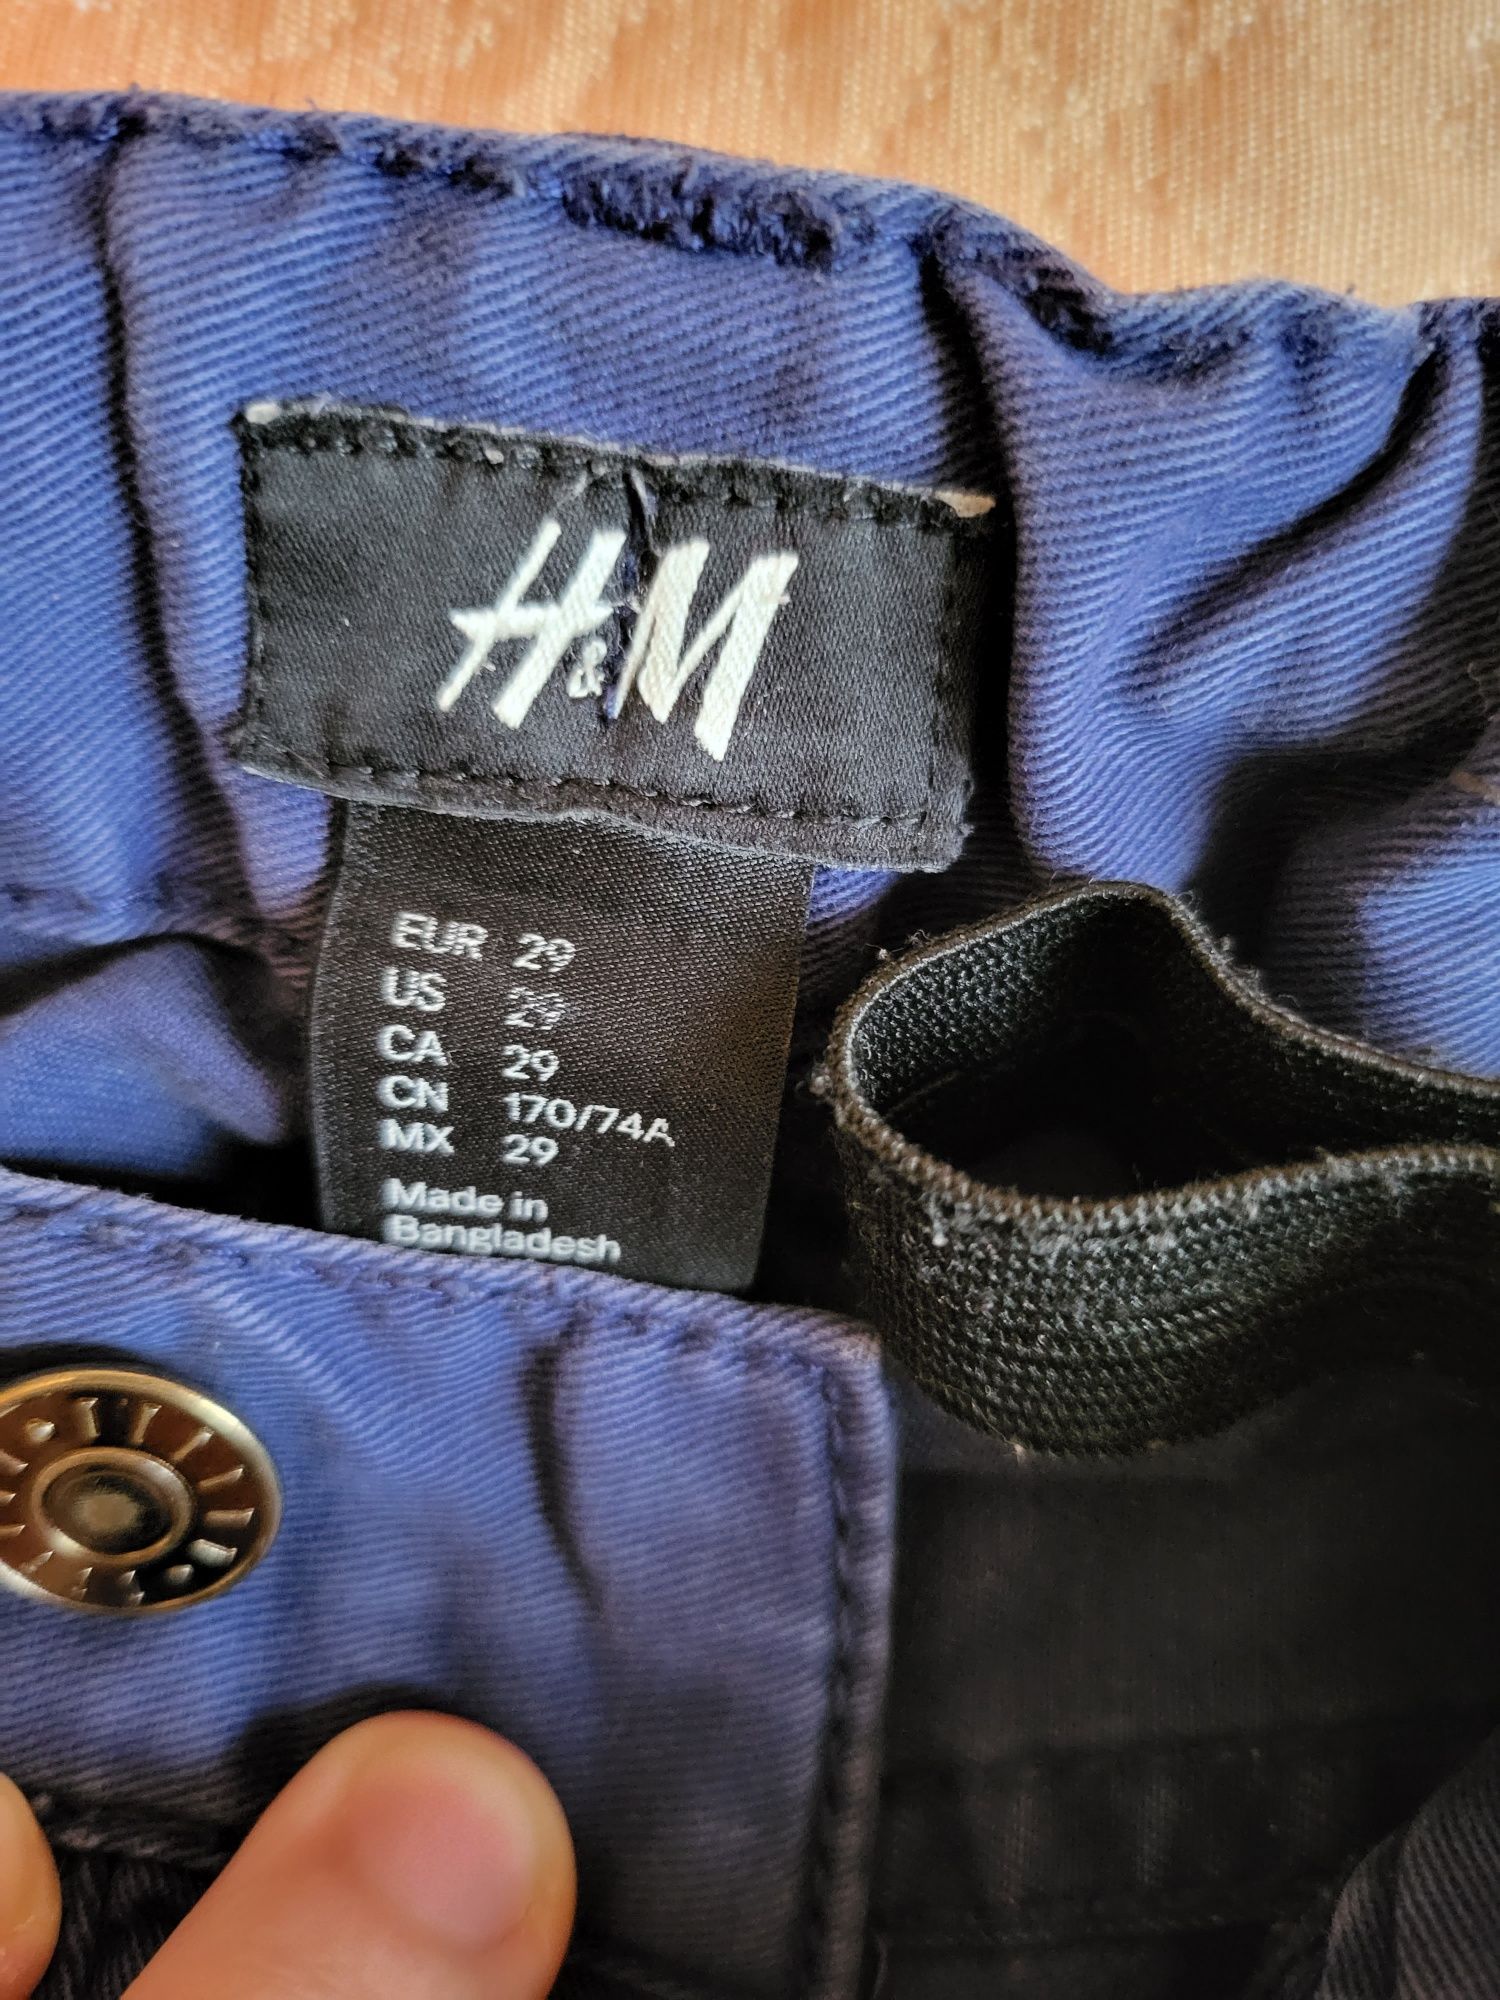 H&M
EUR 29
US 29
CA 29
CN 170/74A
MX 29
Made in
Bangladesh